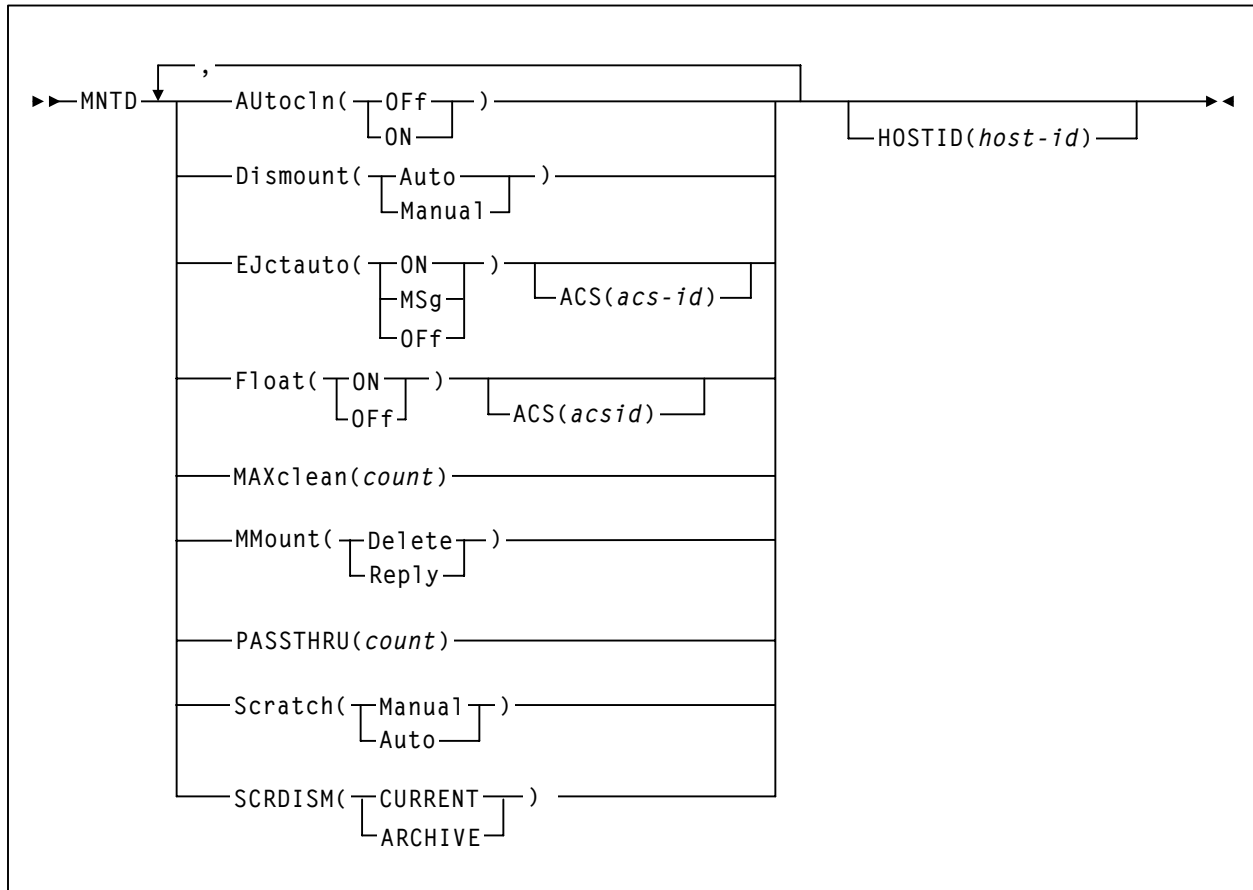 ,
MNTD AUtocln( OFf )
ON
HOSTID(host-id)
Dismount( Auto )
Manual
EJctauto( ON )
MSg
OFf
ACS(acs-id)
Float( ON )
OFf
ACS(acsid)
MAXclean(count)
MMount( Delete )
Reply
PASSTHRU(count)
Scratch( Manual )
Auto
SCRDISM( CURRENT )
ARCHIVE